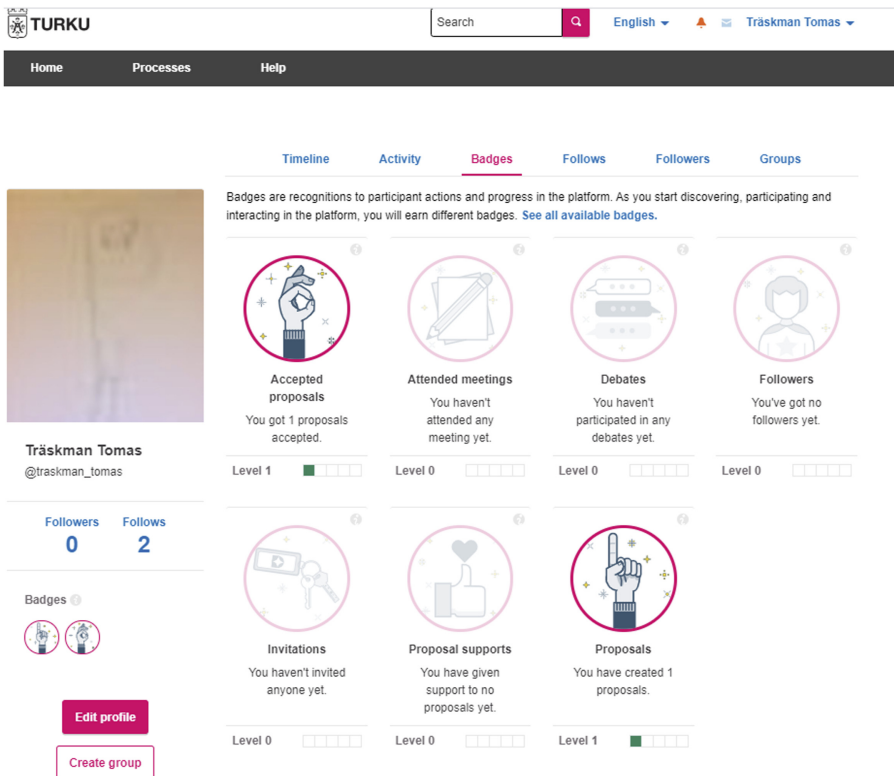 TURKU
Search
English
Träskman Tomas
Home
Processes
Help
Timeline
Activity
Badges
Follows
Followers
Groups
Badges are recognitions to participant actions and progress in the platform. As you start discovering, participating and
interacting in the platform, you will earn different badges. See all available badges.
Accepted
proposals
You got 1 proposals
accepted.
Level 1
Attended meetings
You haven't
attended any
meeting yet.
Level 0
Debates
You haven't
participated in any
debates yet.
Level 0
Followers
You've got no
followers yet.
Level 0
Träskman Tomas
@traskman_tomas
Followers
0
Follows
2
Badges
Edit profile
Create group
Invitations
You haven't invited
anyone yet.
Level 0
Proposal supports
You have given
support to no
proposals yet.
Level 0
Proposals
You have created 1
proposals.
Level 1